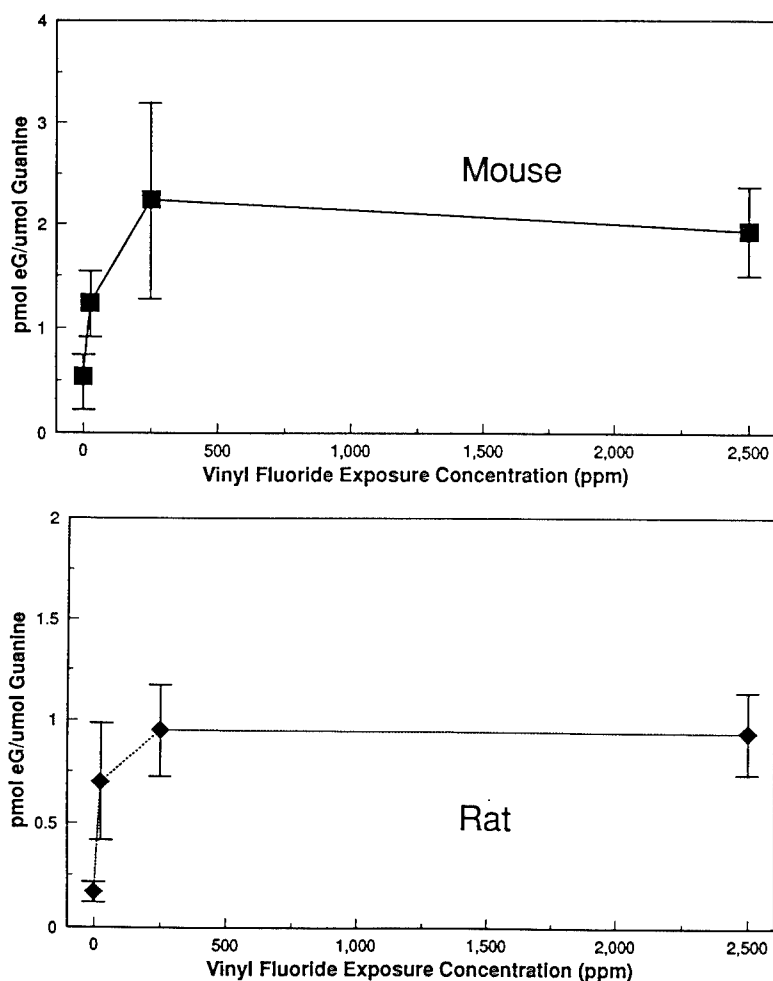 4
3
2
1
0
pmol eG/umol Guanine
Mouse
0 500 1,000 1,500 2,000 2,500
Vinyl Fluoride Exposure Concentration (ppm)
2
1.5
1
0.5
0
pmol eG/umol Guanine
Rat
0 500 1,000 1,500 2,000 2,500
Vinyl Fluoride Exposure Concentration (ppm)